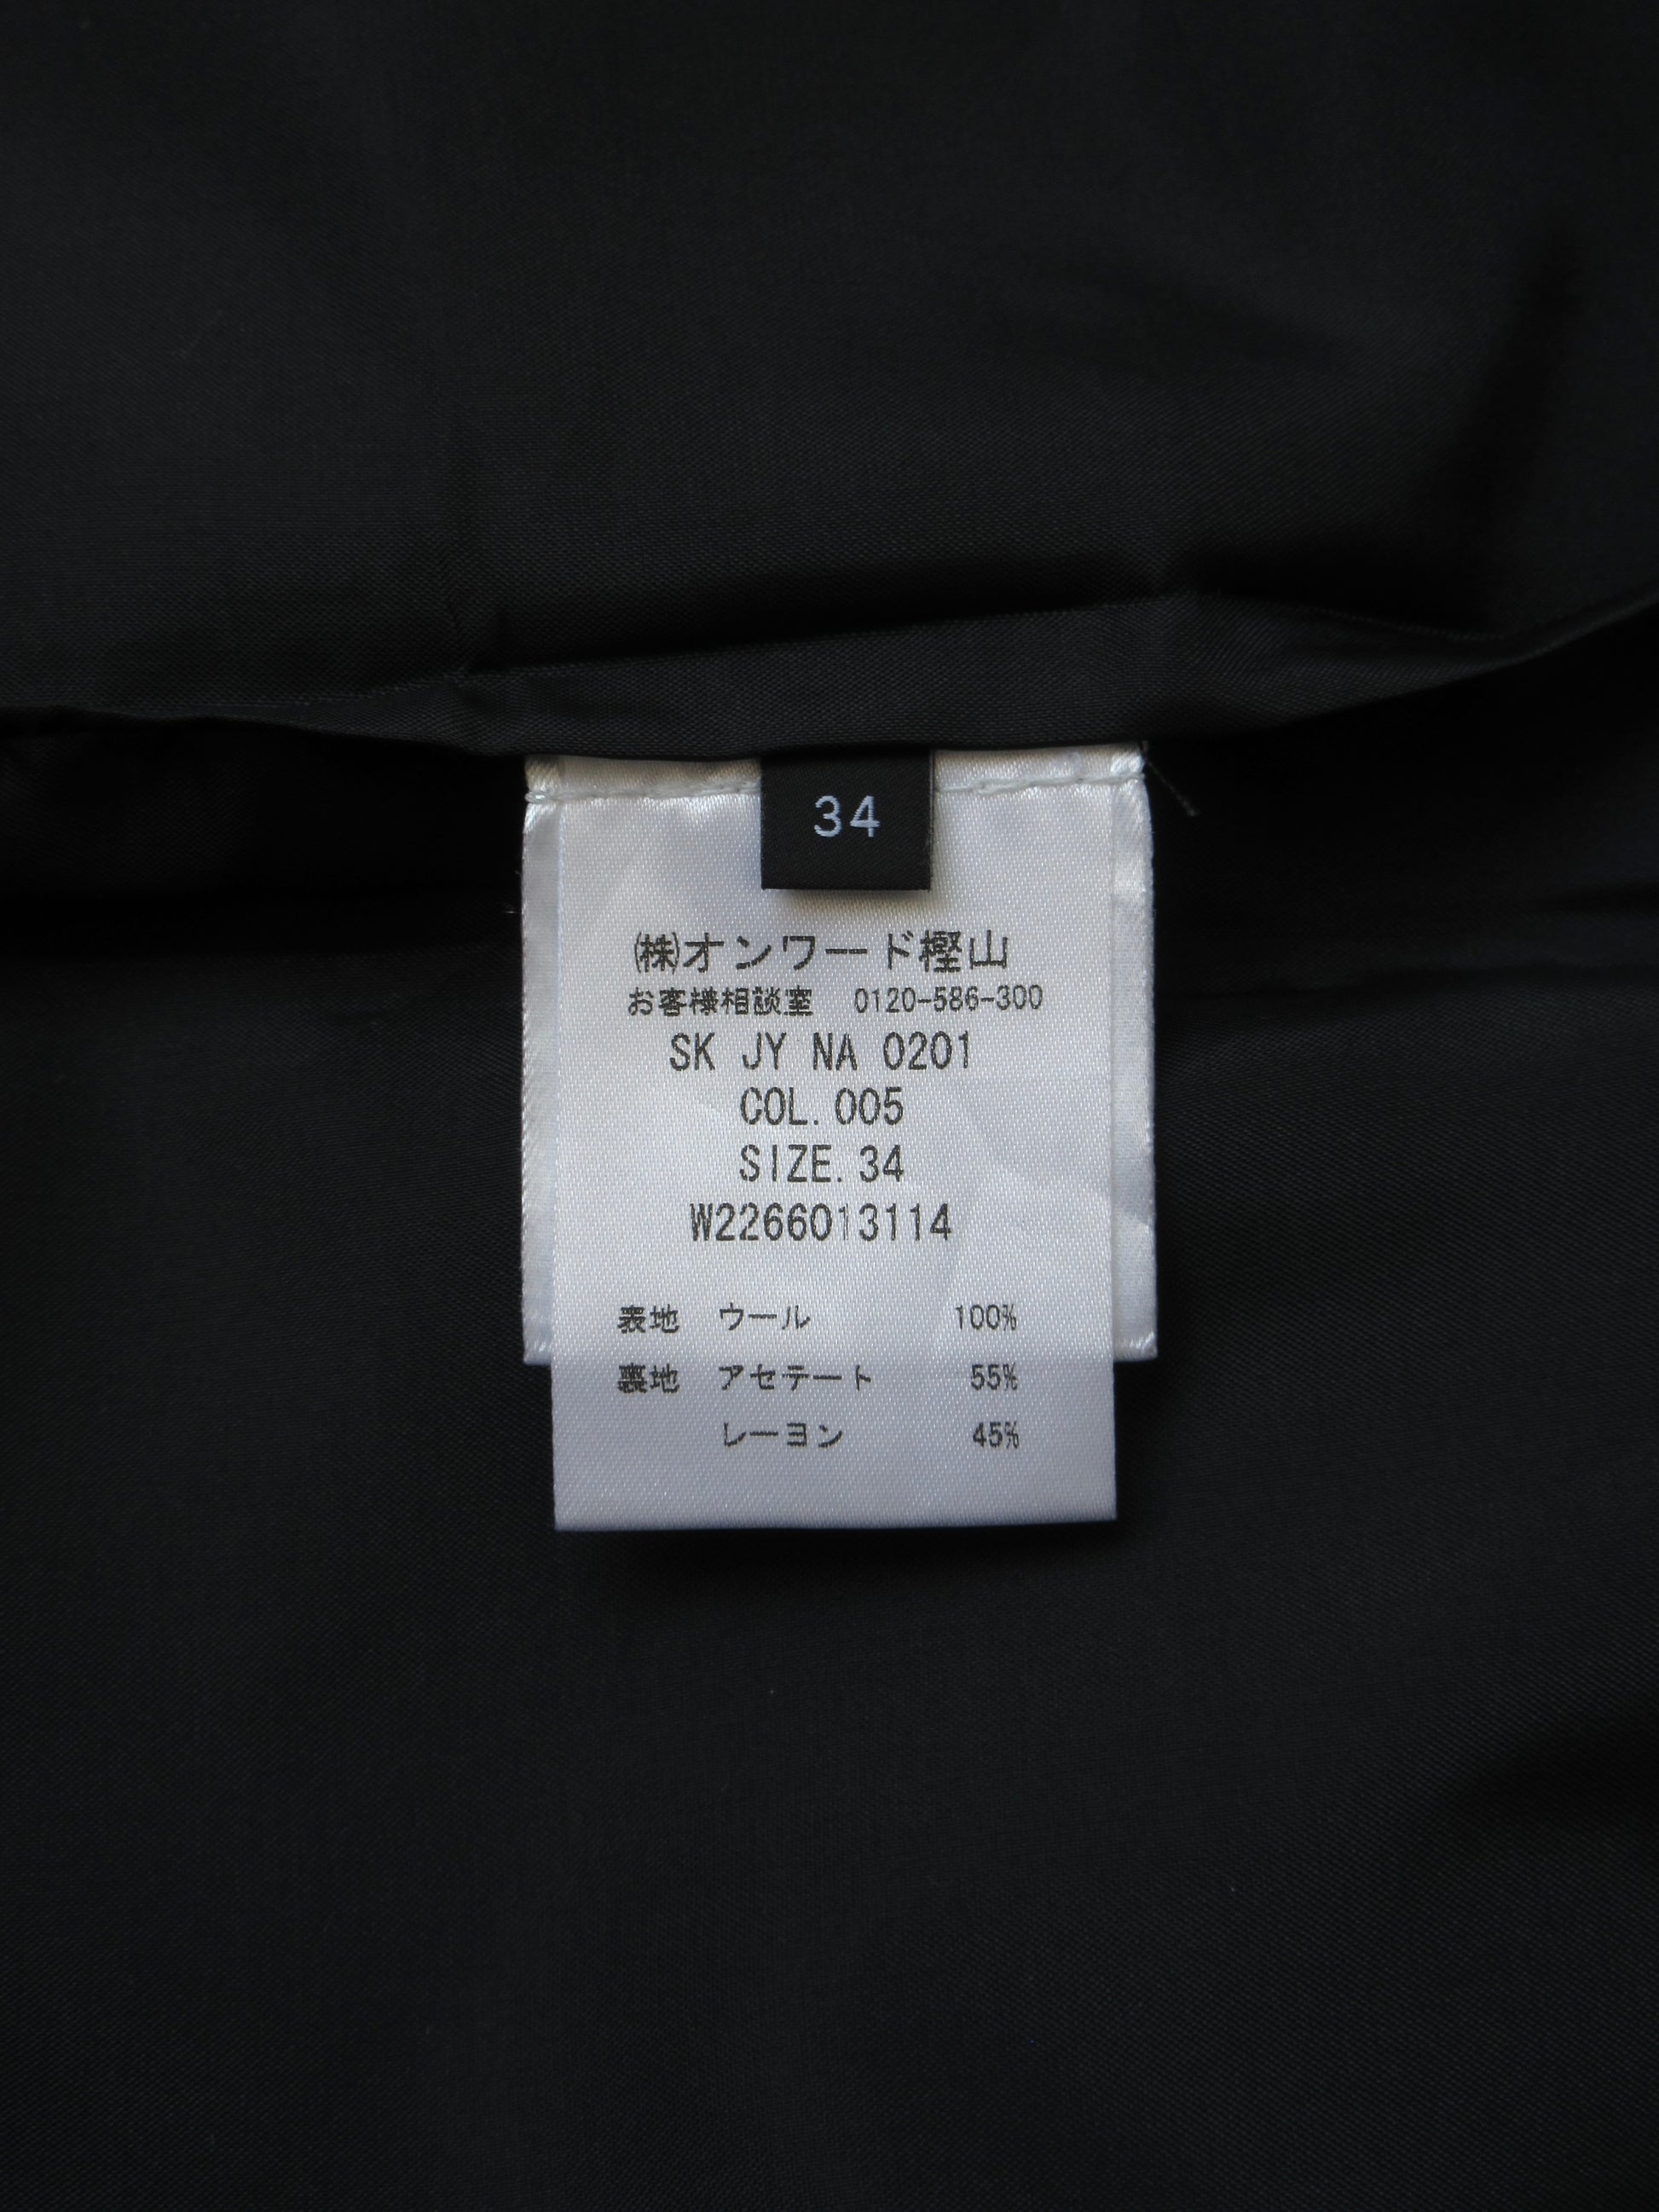 34
㈱オンワード樫山
お客様相談室 0120-586-300
SK JY NA 0201
COL.005
SIZE.34
W2266013114
表地 ウール 100%
裏地 アセテート 55%
レーヨン 45%